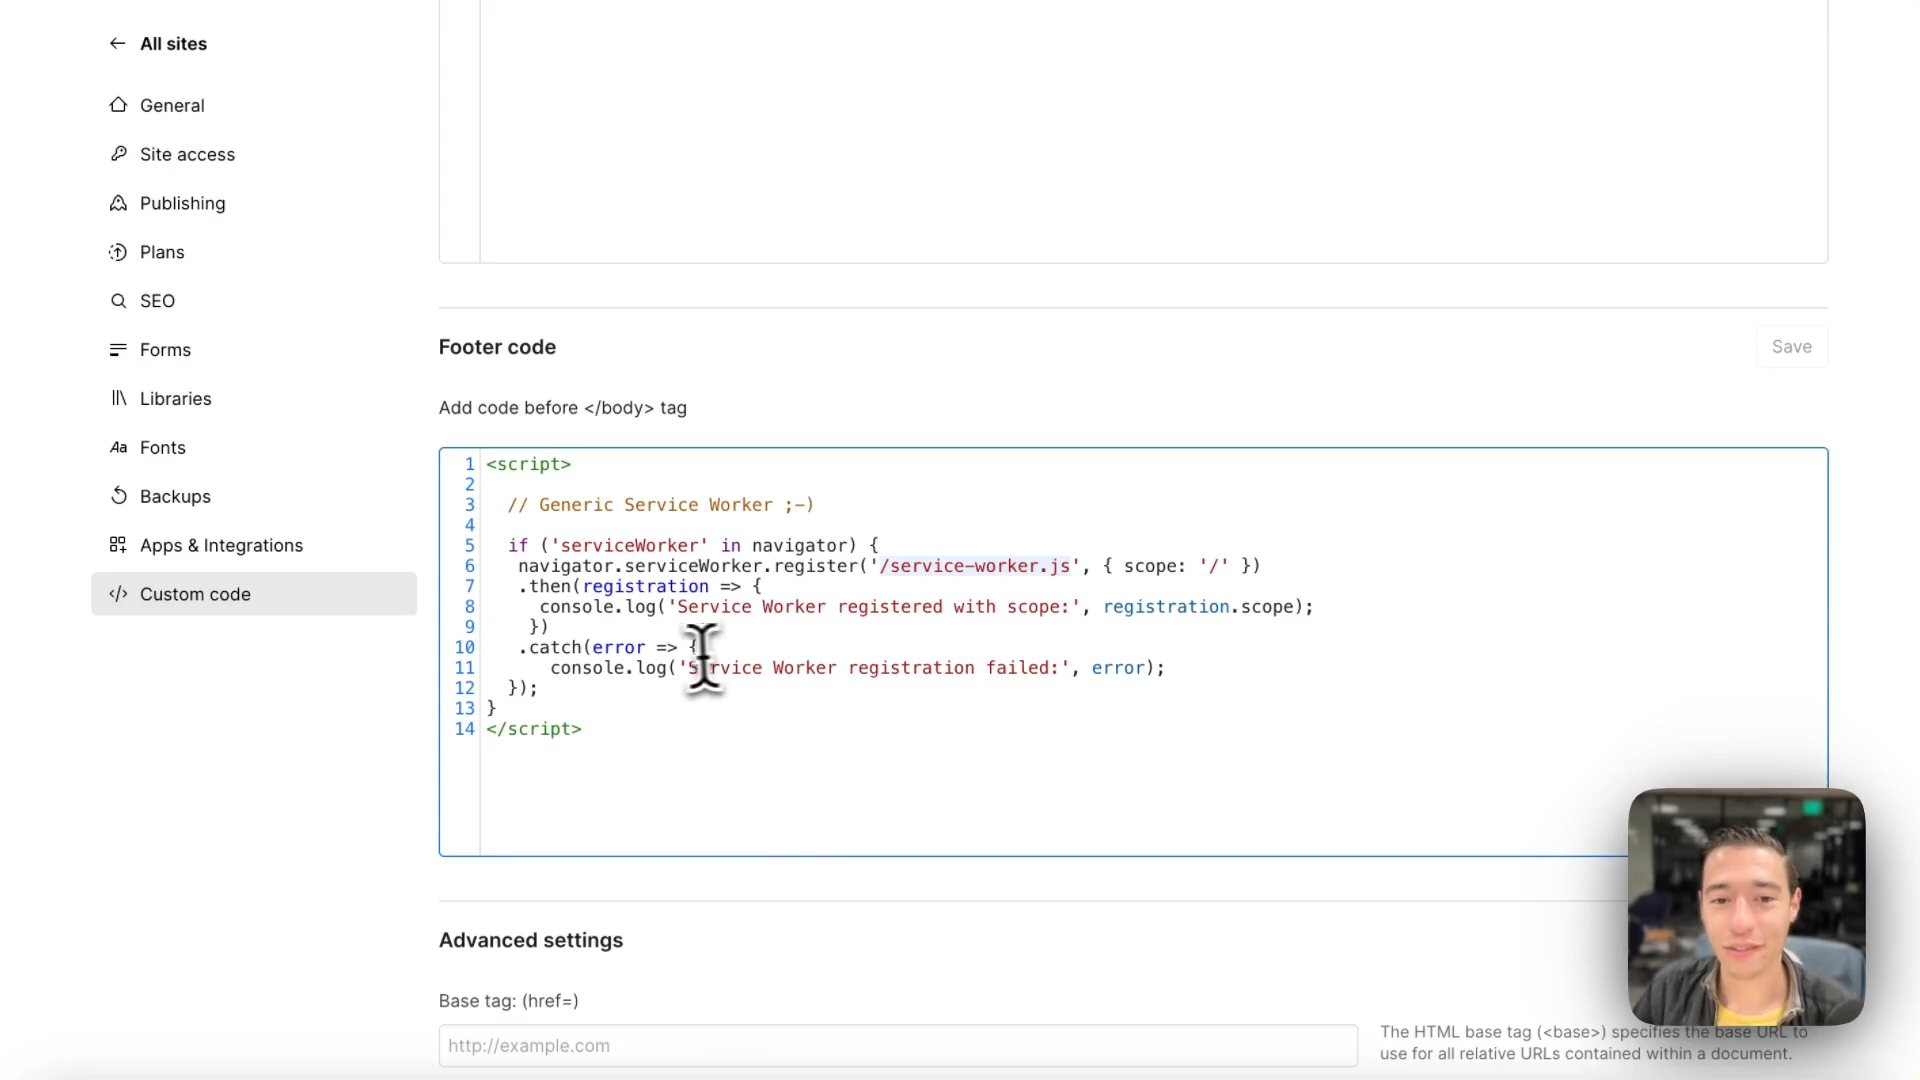 All sites
General
Site access
Publishing
Plans
SEO
Forms
Libraries
Aa Fonts
Backups
Apps & Integrations
</> Custom code
Footer code
Save
Add code before </body> tag
1 <script>
2
3 // Generic Service Worker ;-)
4
5 if ('serviceWorker' in navigator) {
6 navigator.serviceWorker.register('/service-worker.js', { scope: '/' })
7 .then(registration => {
8 console.log('Service Worker registered with scope:', registration.scope);
9 })
10 .catch(error => {
11 console.log('Service Worker registration failed:', error);
12 });
13 }
14 </script>
Advanced settings
Base tag: (href=)
http://example.com
The HTML base tag (<base>) specifies the base URL to
use for all relative URLs contained within a document.